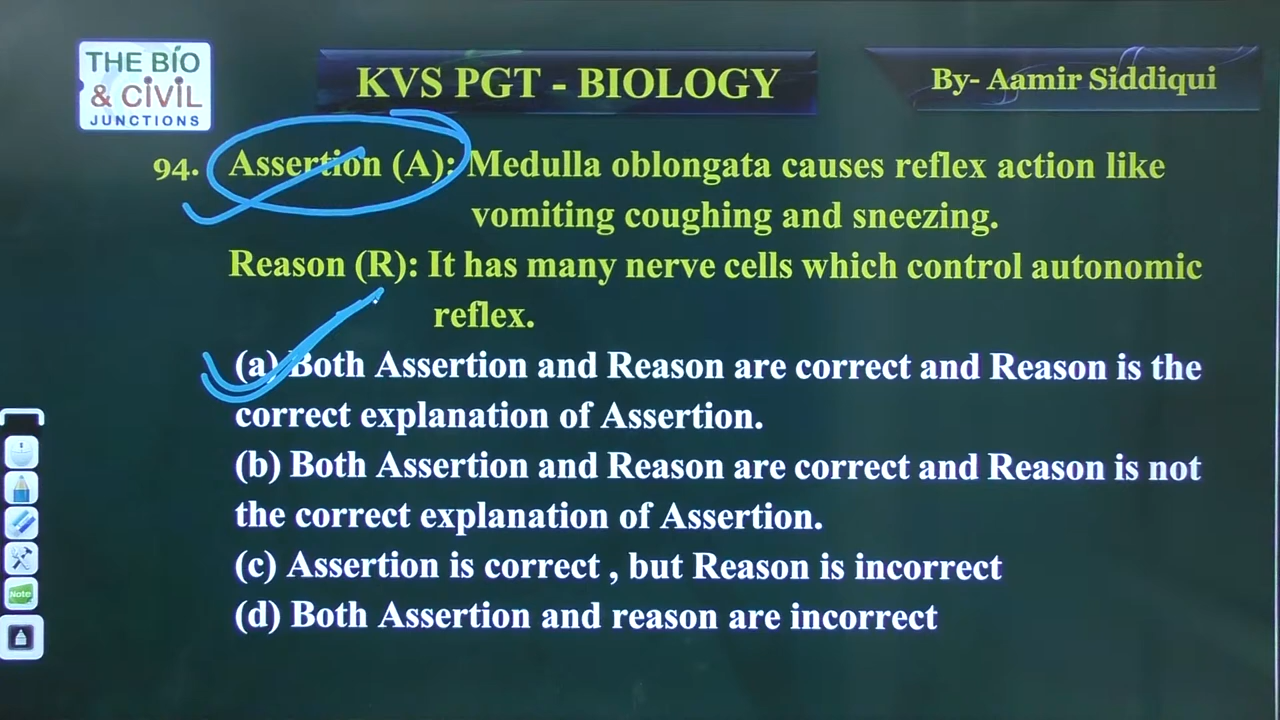 THE BIO
& CIVIL
JUNCTIONS
KVS PGT - BIOLOGY
By- Aamir Siddiqui
94. Assertion (A): Medulla oblongata causes reflex action like
vomiting coughing and sneezing.
Reason (R): It has many nerve cells which control autonomic
reflex.
(a) Both Assertion and Reason are correct and Reason is the
correct explanation of Assertion.
(b) Both Assertion and Reason are correct and Reason is not
the correct explanation of Assertion.
(c) Assertion is correct , but Reason is incorrect
(d) Both Assertion and reason are incorrect
Note